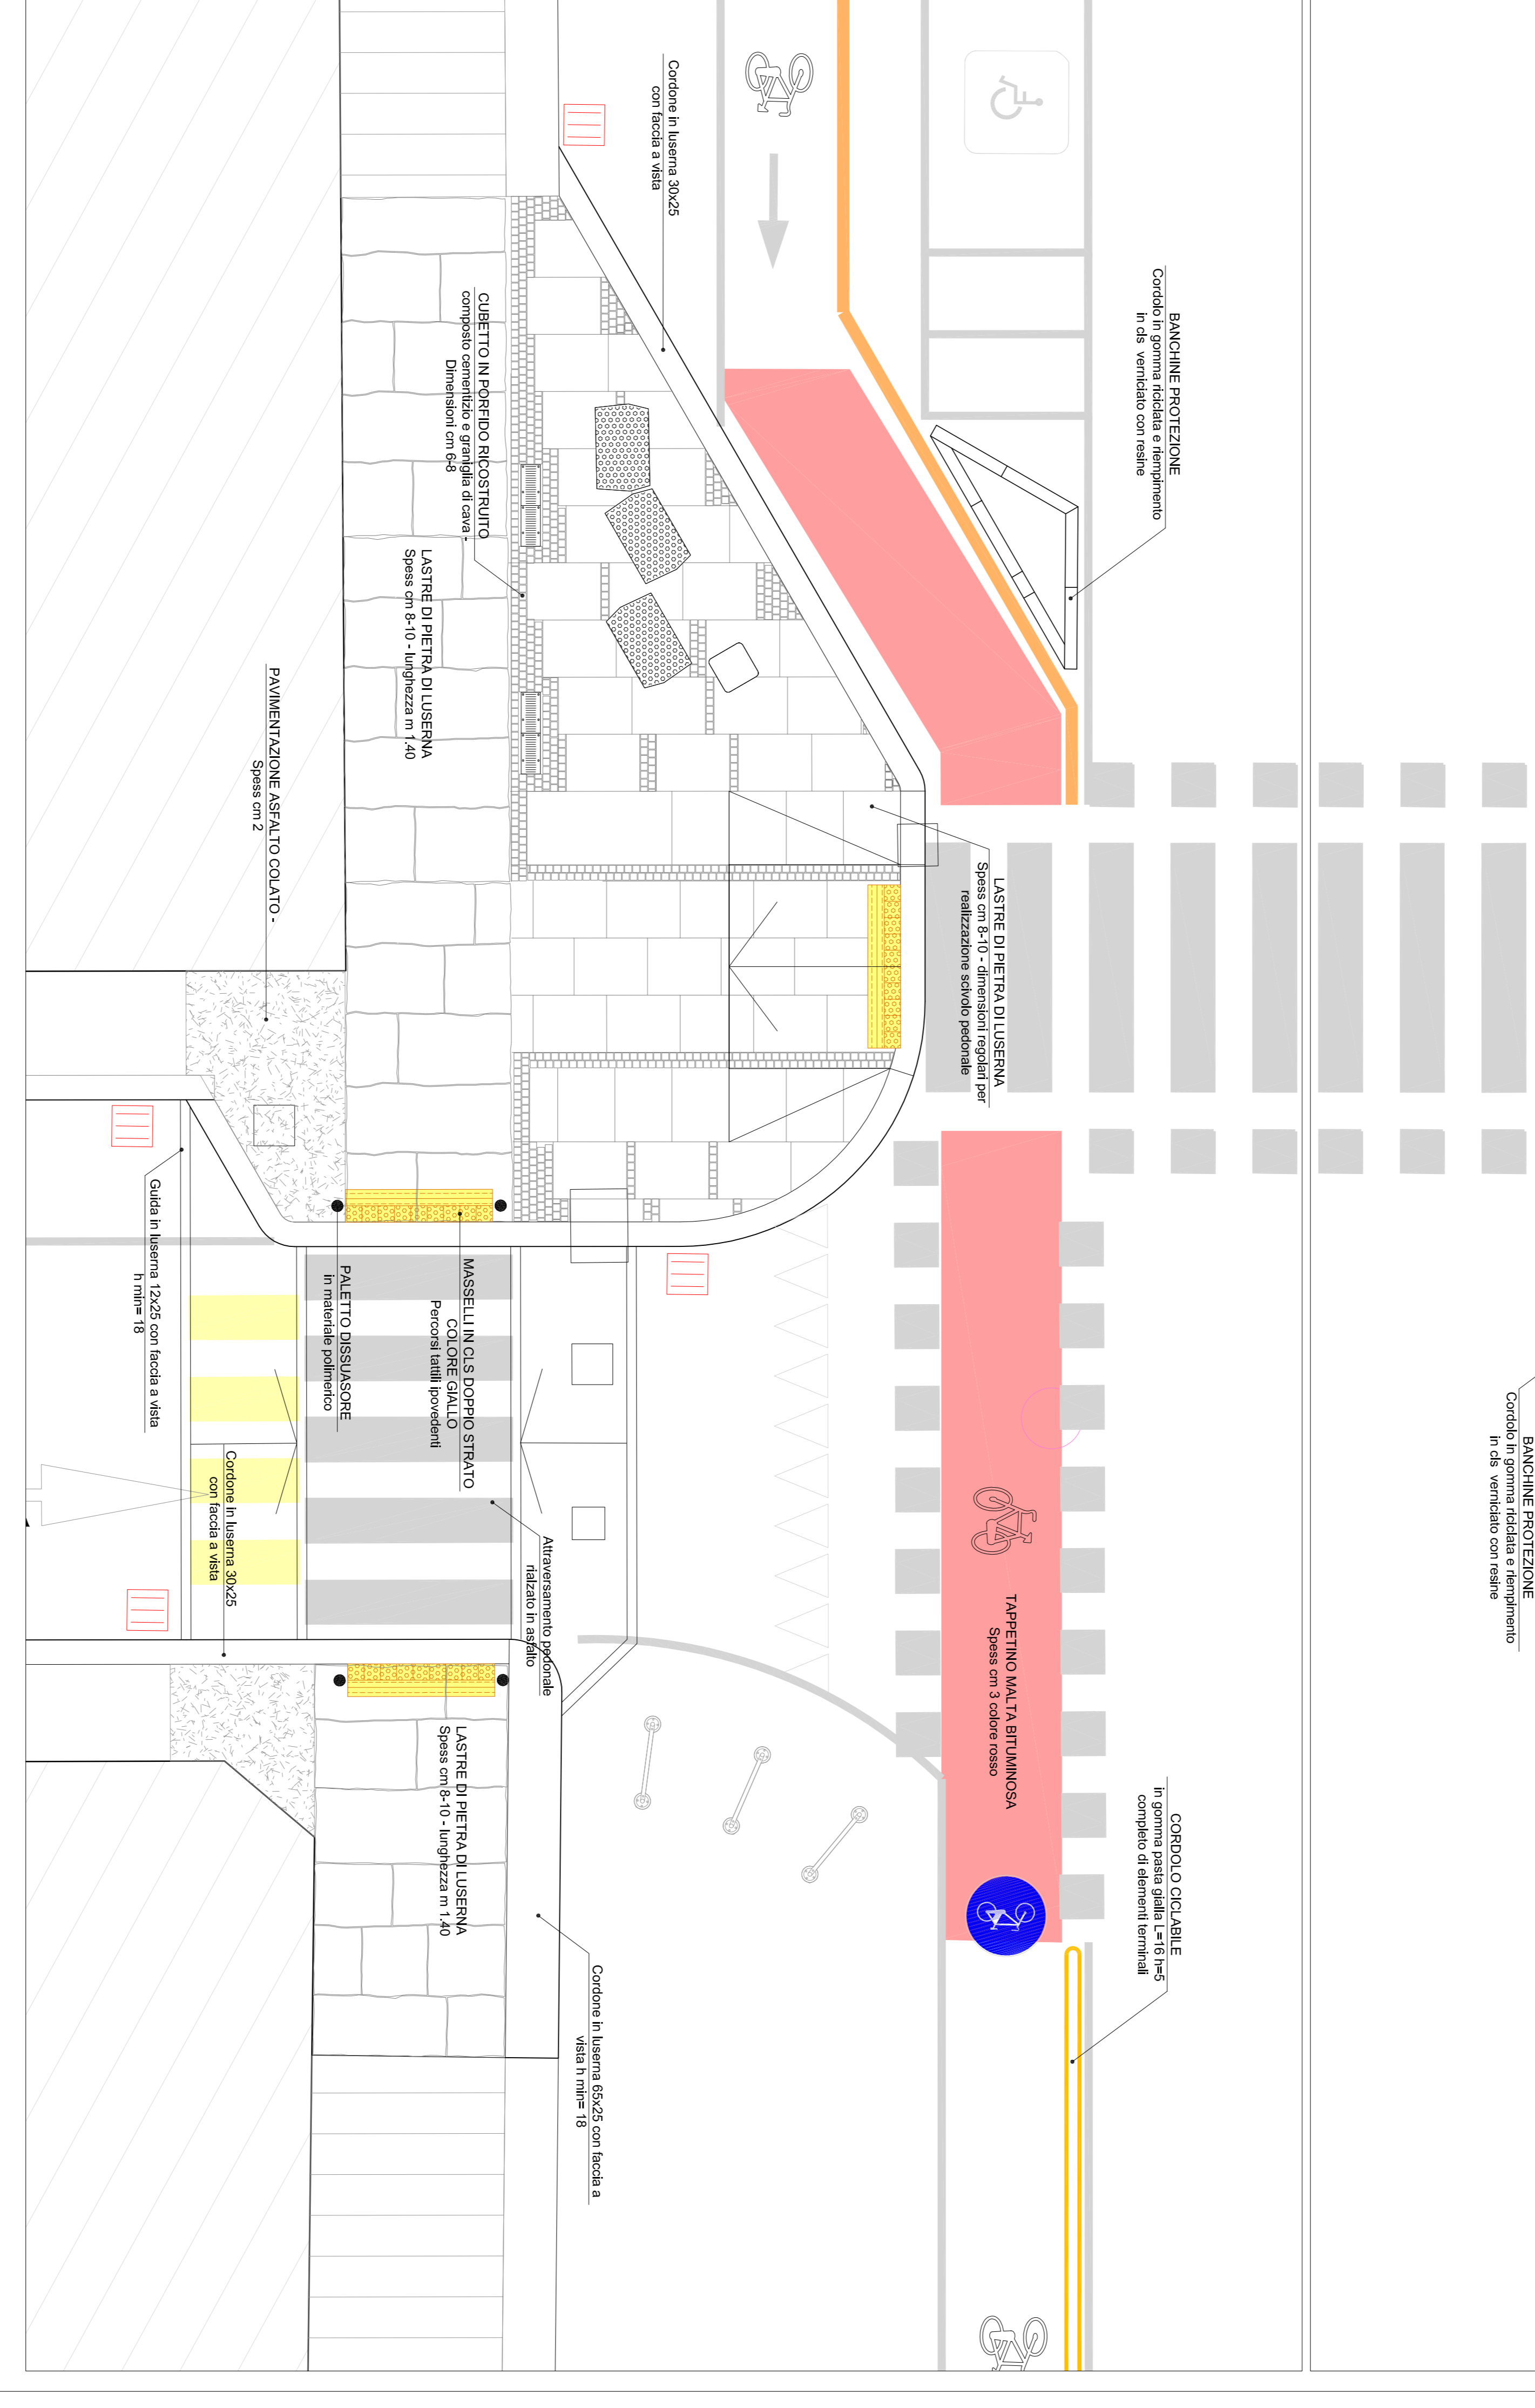 BANCHINE PROTEZIONE
Cordolo in gomma riciclata e riempimento
in cls verniciato con resine
BANCHINE PROTEZIONE
Cordolo in gomma riciclata e riempimento
in cls verniciato con resine
Cordone in luserna 30x25
con faccia a vista
CUBETTO IN PORFIDO RICOSTRUITO
composto cementizio e graniglia di cava -
Dimensioni cm 6-8
LASTRE DI PIETRA DI LUSERNA
Spess cm 8-10 - lunghezza m 1.40
PAVIMENTAZIONE ASFALTO COLATO -
Spess cm 2
LASTRE DI PIETRA DI LUSERNA
Spess cm 8-10 - dimensioni regolari per
realizzazione scivolo pedonale
Guida in luserna 12x25 con faccia a vista
h min= 18
PALETTO DISSUASORE
in materiale polimerico
MASSELLI IN CLS DOPPIO STRATO
COLORE GIALLO
Percorsi tattili ipovedenti
Cordone in luserna 30x25
con faccia a vista
Attraversamento pedonale
rialzato in asfalto
TAPPETINO MALTA BITUMINOSA
Spess cm 3 colore rosso
LASTRE DI PIETRA DI LUSERNA
Spess cm 8-10 - lunghezza m 1.40
CORDOLO CICLABILE
in gomma pasta gialla L=16 h=5
completo di elementi terminali
Cordone in luserna 65x25 con faccia a
vista h min= 18